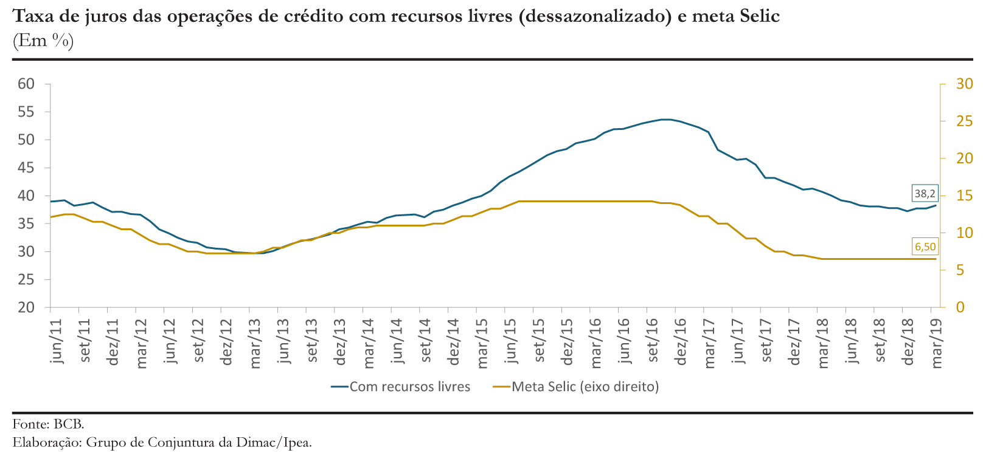 Taxa de juros das operações de crédito com recursos livres (dessazonalizado) e meta Selic
(Em %)
60
55
50
45
40
35
30
25
20
30
25
20
15
10
5
0
38,2
6,50
jun/11
set/11
dez/11
mar/12
jun/12
set/12
dez/12
mar/13
jun/13
set/13
dez/13
mar/14
jun/14
set/14
dez/14
mar/15
jun/15
set/15
dez/15
mar/16
jun/16
set/16
dez/16
mar/17
jun/17
set/17
dez/17
mar/18
jun/18
set/18
dez/18
mar/19
Com recursos livres
Meta Selic (eixo direito)
Fonte: BCB.
Elaboração: Grupo de Conjuntura da Dimac/Ipea.